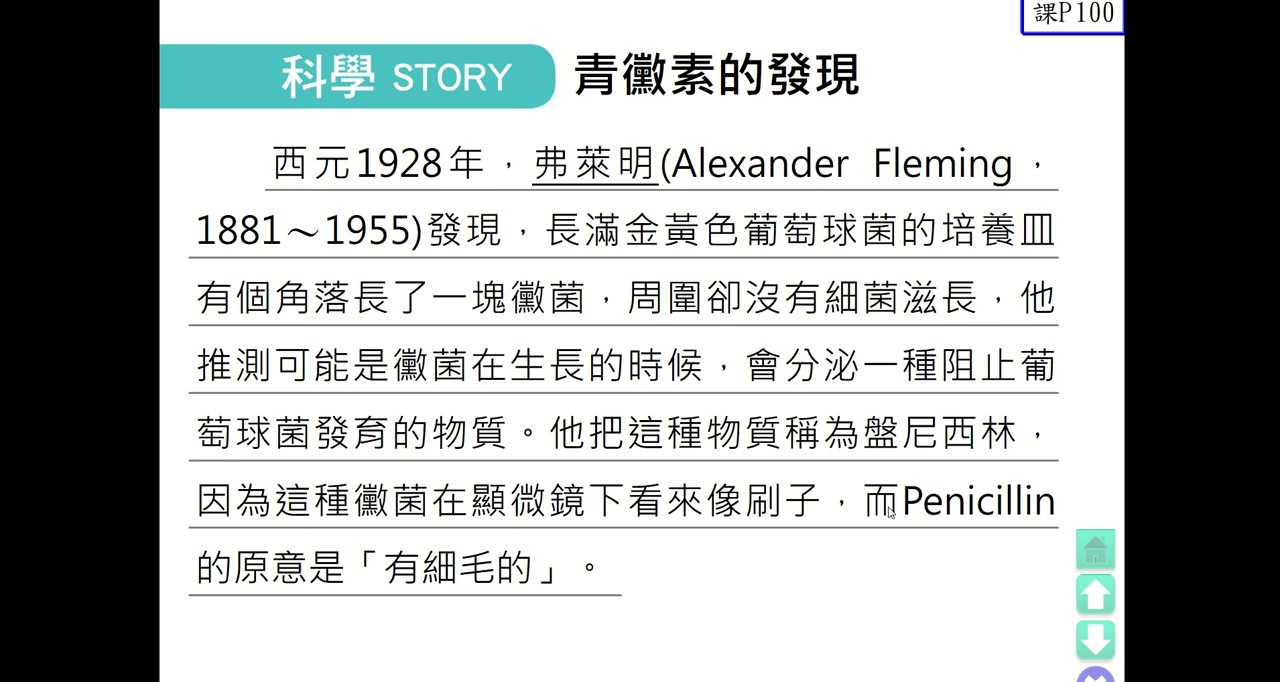 課P100
科學 STORY 青黴素的發現
西元1928年，弗萊明(Alexander Fleming，
1881～1955)發現，長滿金黃色葡萄球菌的培養皿
有個角落長了一塊黴菌，周圍卻沒有細菌滋長，他
推測可能是黴菌在生長的時候，會分泌一種阻止葡
萄球菌發育的物質。他把這種物質稱為盤尼西林，
因為這種黴菌在顯微鏡下看來像刷子，而Penicillin
的原意是「有細毛的」。